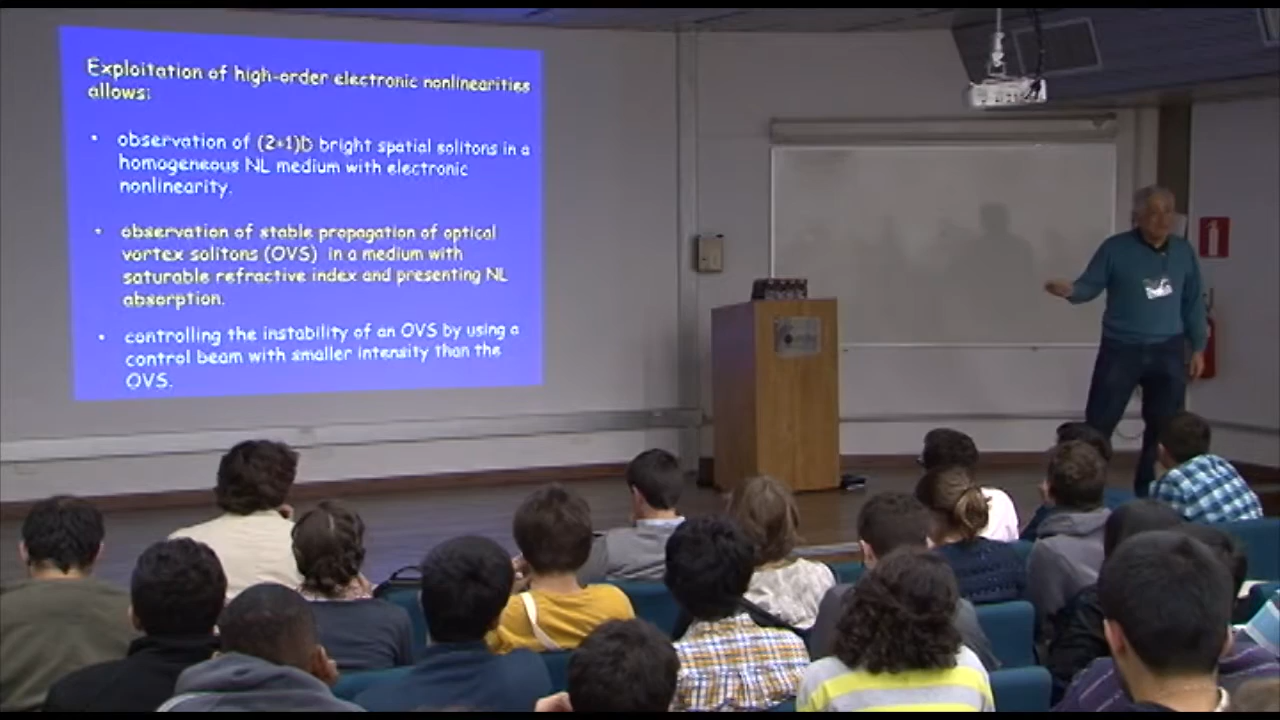 Exploitation of high-order electronic nonlinearities
allows:
• observation of (2+1)D bright spatial solitons in a
homogeneous NL medium with electronic
nonlinearity.
• observation of stable propagation of optical
vortex solitons (OVS) in a medium with
saturable refractive index and presenting NL
absorption.
• controlling the instability of an OVS by using a
control beam with smaller intensity than the
OVS.